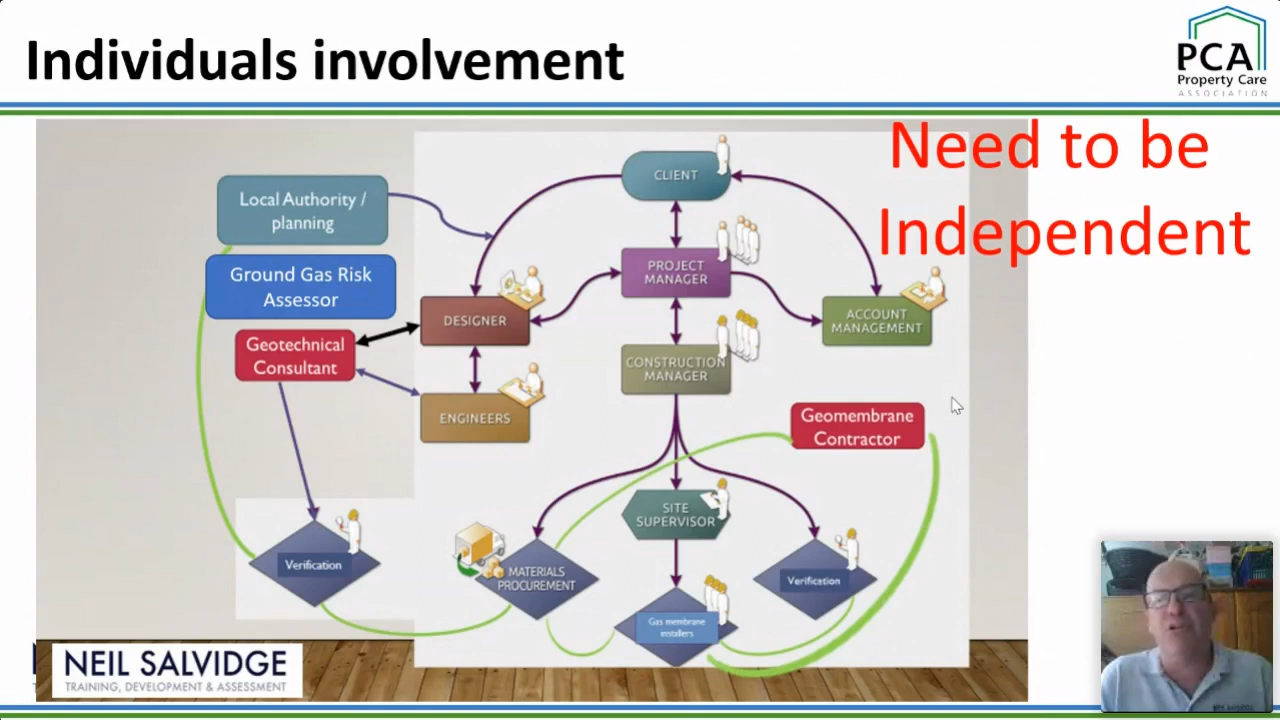 Individuals involvement
PCA
Property Care
ASSOCIATION
Need to be
Independent
CLIENT
Local Authority /
planning
PROJECT
MANAGER
Ground Gas Risk
Assessor
DESIGNER
ACCOUNT
MANAGEMENT
Geotechnical
Consultant
CONSTRUCTION
MANAGER
ENGINEERS
Geomembrane
Contractor
SITE
SUPERVISOR
Verification
MATERIALS
PROCUREMENT
Verification
Gas membrane
installers
NEIL SALVIDGE
TRAINING, DEVELOPMENT & ASSESSMENT